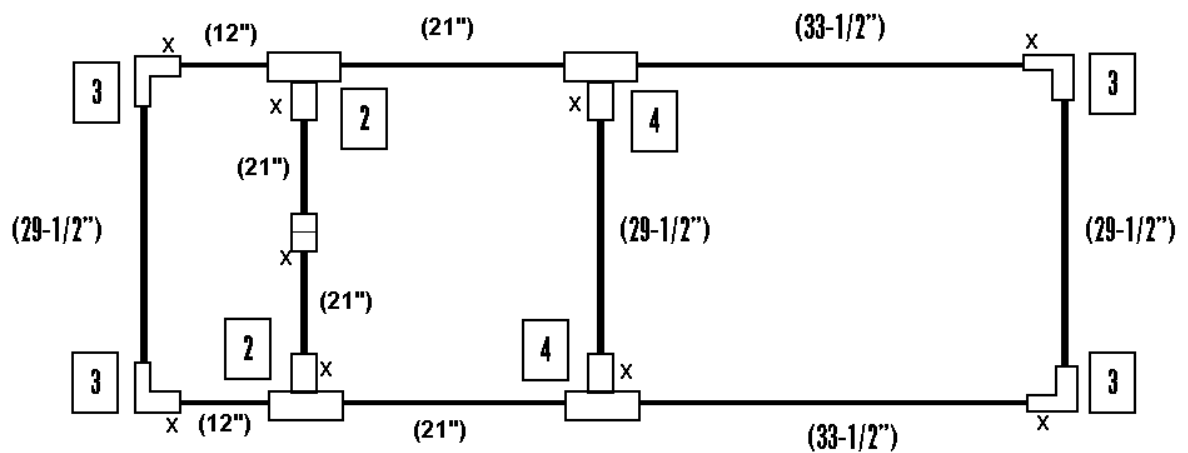 (12") (21") (33-1/2”)
x x
3 3
x 2 x 4
(21")
(29-1/2”) (29-1/2”) (29-1/2”)
x
(21")
2 4
3 x x 3
x (12") (21") x
(33-1/2”)